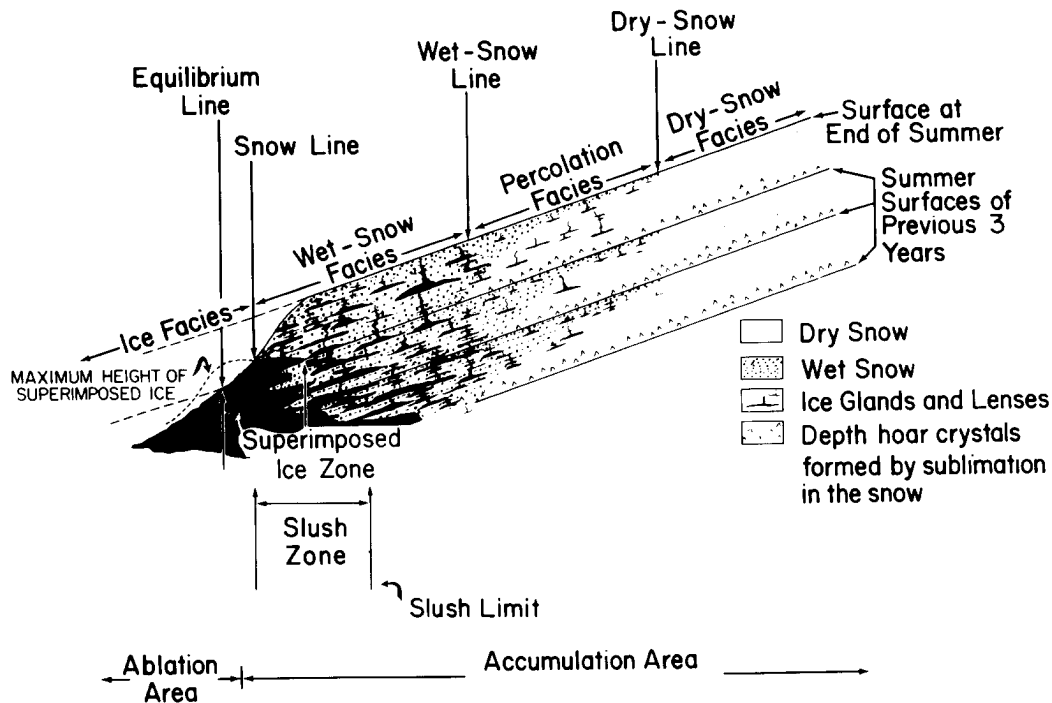 Dry-Snow
Line
Wet-Snow
Line
Equilibrium
Line
Snow Line
Dry-Snow
Facies
Surface at
End of Summer
Percolation
Facies
Summer
Surfaces of
Previous 3
Years
Wet-Snow
Facies
Ice Facies
MAXIMUM HEIGHT OF
SUPERIMPOSED ICE
Dry Snow
Wet Snow
Ice Glands and Lenses
Depth hoar crystals
formed by sublimation
in the snow
Superimposed
Ice Zone
Slush
Zone
Slush Limit
Ablation
Area
Accumulation Area